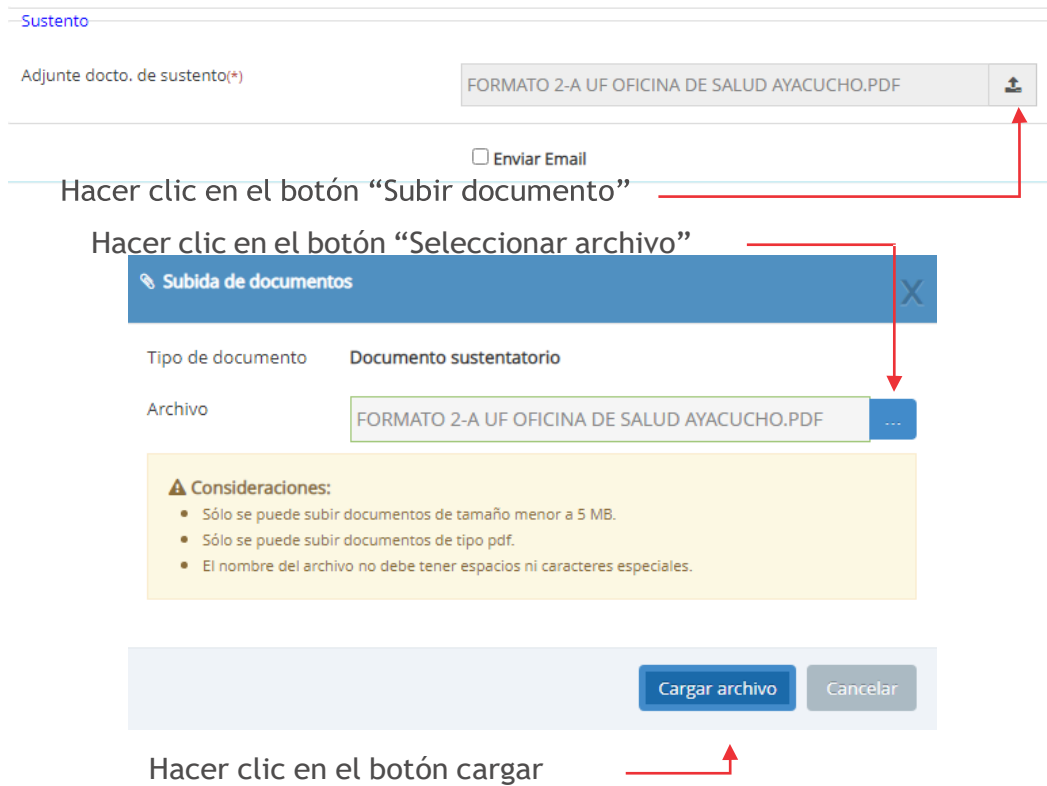 Sustento
Adjunte docto. de sustento(*)
FORMATO 2-A UF OFICINA DE SALUD AYACUCHO.PDF
Enviar Email
Hacer clic en el botón “Subir documento”
Hacer clic en el botón “Seleccionar archivo”
Subida de documentos
X
Tipo de documento Documento sustentatorio
Archivo
FORMATO 2-A UF OFICINA DE SALUD AYACUCHO.PDF
...
Consideraciones:
Sólo se puede subir documentos de tamaño menor a 5 MB.
Sólo se puede subir documentos de tipo pdf.
El nombre del archivo no debe tener espacios ni caracteres especiales.
Cargar archivo
Cancelar
Hacer clic en el botón cargar